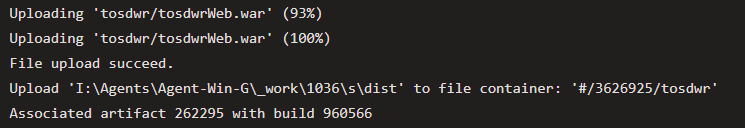 Uploading 'tosdwr/tosdwrWeb.war' (93%)
Uploading 'tosdwr/tosdwrWeb.war' (100%)
File upload succeed.
Upload 'I:\Agents\Agent-Win-G\_work\1036\s\dist' to file container: '#/3626925/tosdwr'
Associated artifact 262295 with build 960566